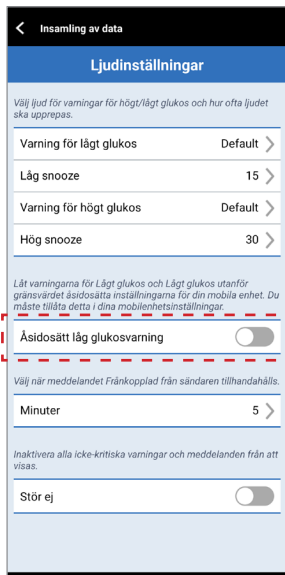 Insamling av data
Ljudinställningar
Välj ljud för varningar för högt/lågt glukos och hur ofta ljudet
ska upprepas.
Varning för lågt glukos Default
Låg snooze 15
Varning för högt glukos Default
Hög snooze 30
Låt varningarna för Lågt glukos och Lågt glukos utanför
gränsvärdet åsidosätta inställningarna för din mobila enhet. Du
måste tillåta detta i dina mobilenhetsinställningar.
Åsidosätt låg glukosvarning
Välj när meddelandet Frånkopplad från sändaren tillhandahålls.
Minuter 5
Inaktivera alla icke-kritiska varningar och meddelanden från att
visas.
Stör ej